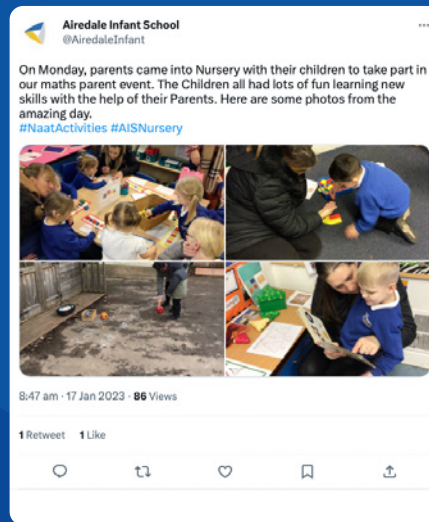 Airedale Infant School
@AiredaleInfant
On Monday, parents came into Nursery with their children to take part in
our maths parent event. The Children all had lots of fun learning new
skills with the help of their Parents. Here are some photos from the
amazing day.
#NaatActivities #AISNursery
8:47 am · 17 Jan 2023 · 86 Views
1 Retweet 1 Like